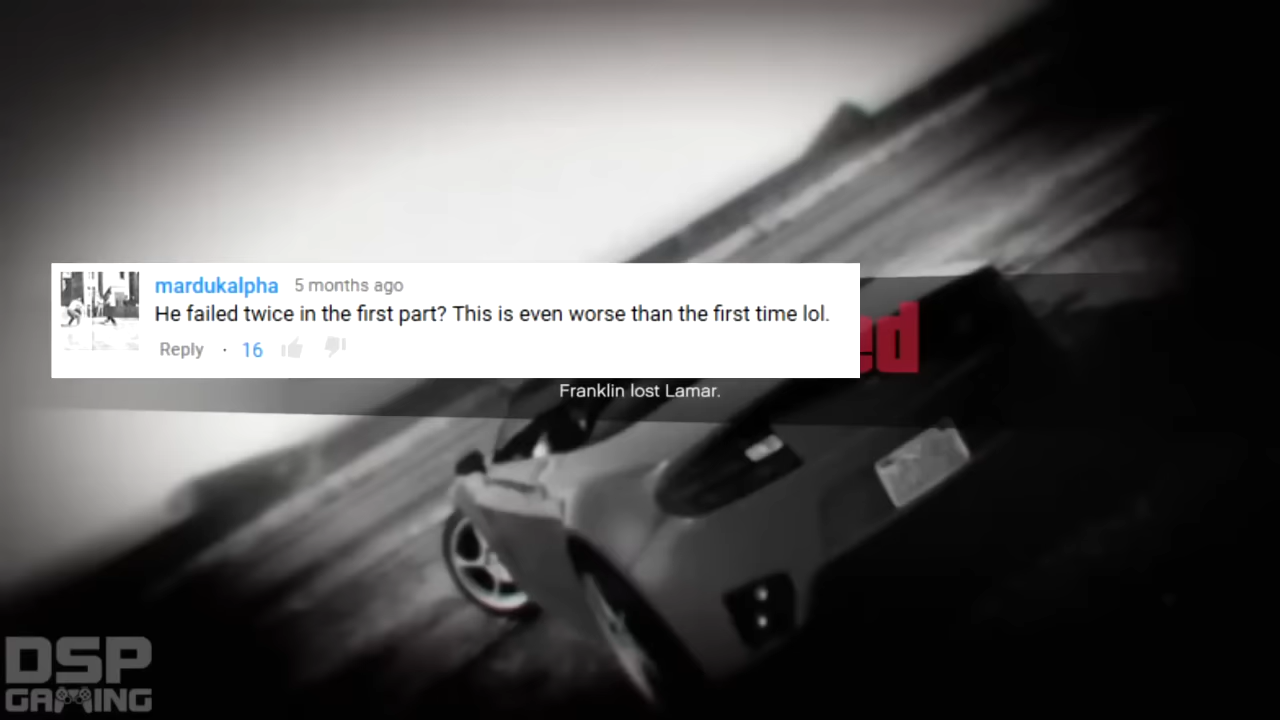 mardukalpha 5 months ago
He failed twice in the first part? This is even worse than the first time lol.
Reply · 16
ed
Franklin lost Lamar.
DSP
GAMING